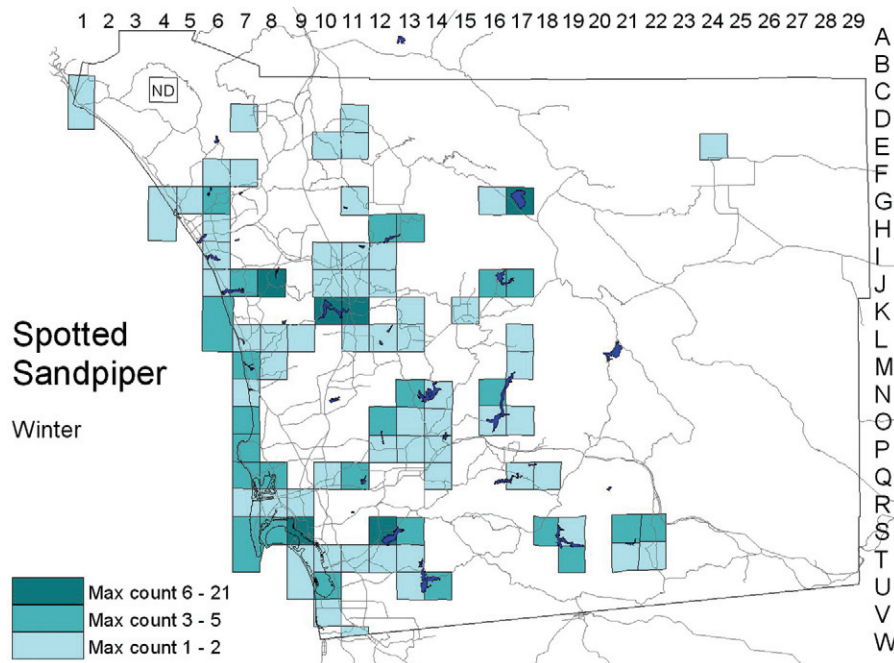 1 2 3 4 5 6 7 8 9 10 11 12 13 14 15 16 17 18 19 20 21 22 23 24 25 26 27 28 29
A
B
C
D
E
F
G
H
I
J
K
L
M
N
O
P
Q
R
S
T
U
V
W
ND
Spotted
Sandpiper
Winter
Max count 6 - 21
Max count 3 - 5
Max count 1 - 2